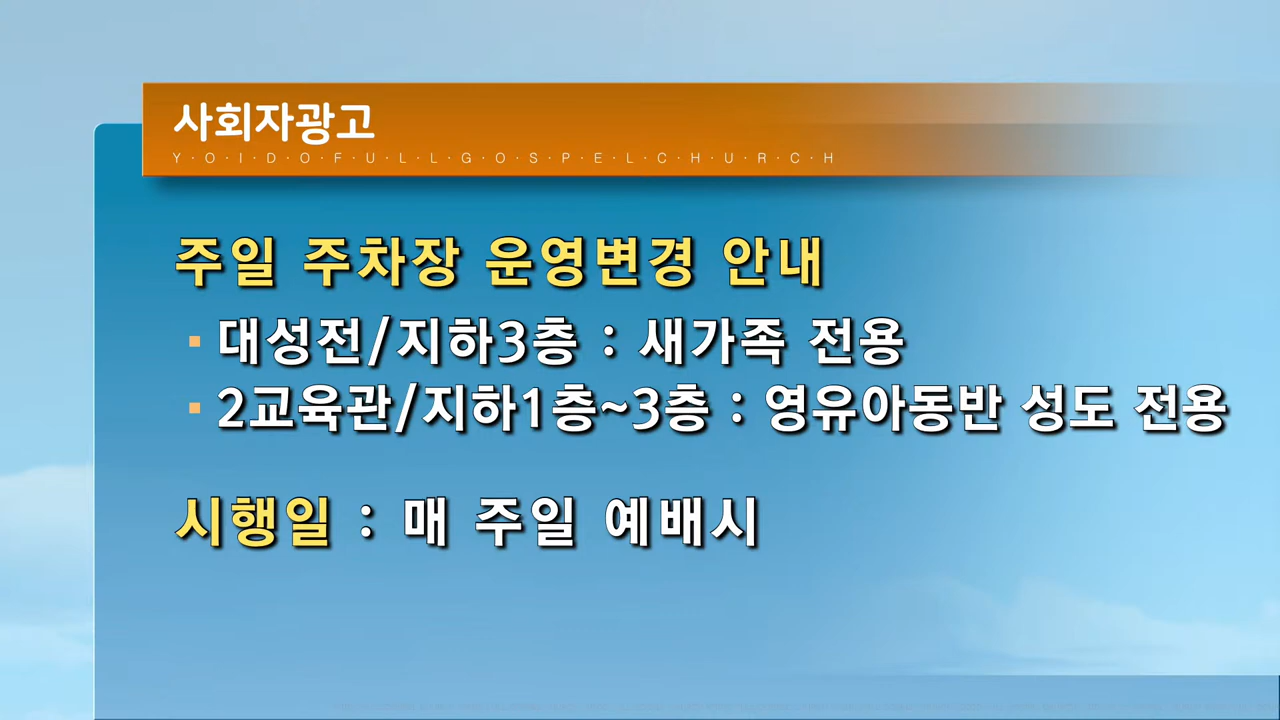 사회자광고
Y·O·I·D·O·F·U·L·L·G·O·S·P·E·L·C·H·U·R·C·H
주일 주차장 운영변경 안내
▪ 대성전/지하3층 : 새가족 전용
▪ 2교육관/지하1층~3층 : 영유아동반 성도 전용
시행일 : 매 주일 예배시